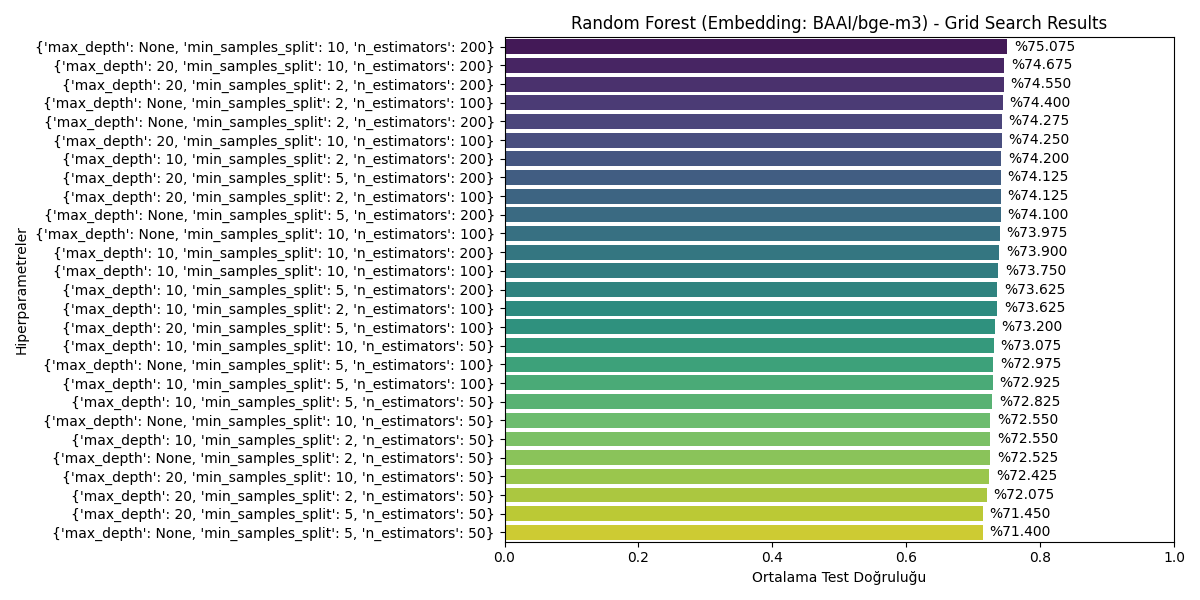 Random Forest (Embedding: BAAI/bge-m3) - Grid Search Results
{'max_depth': None, 'min_samples_split': 10, 'n_estimators': 200} %75.075
{'max_depth': 20, 'min_samples_split': 10, 'n_estimators': 200} %74.675
{'max_depth': 20, 'min_samples_split': 2, 'n_estimators': 200} %74.550
{'max_depth': None, 'min_samples_split': 2, 'n_estimators': 100} %74.400
{'max_depth': None, 'min_samples_split': 2, 'n_estimators': 200} %74.275
{'max_depth': 20, 'min_samples_split': 10, 'n_estimators': 100} %74.250
{'max_depth': 10, 'min_samples_split': 2, 'n_estimators': 200} %74.200
{'max_depth': 20, 'min_samples_split': 5, 'n_estimators': 200} %74.125
{'max_depth': 20, 'min_samples_split': 2, 'n_estimators': 100} %74.125
{'max_depth': None, 'min_samples_split': 5, 'n_estimators': 200} %74.100
{'max_depth': None, 'min_samples_split': 10, 'n_estimators': 100} %73.975
{'max_depth': 10, 'min_samples_split': 10, 'n_estimators': 200} %73.900
{'max_depth': 10, 'min_samples_split': 10, 'n_estimators': 100} %73.750
{'max_depth': 10, 'min_samples_split': 5, 'n_estimators': 200} %73.625
{'max_depth': 10, 'min_samples_split': 2, 'n_estimators': 100} %73.625
{'max_depth': 20, 'min_samples_split': 5, 'n_estimators': 100} %73.200
{'max_depth': 10, 'min_samples_split': 10, 'n_estimators': 50} %73.075
{'max_depth': None, 'min_samples_split': 5, 'n_estimators': 100} %72.975
{'max_depth': 10, 'min_samples_split': 5, 'n_estimators': 100} %72.925
{'max_depth': 10, 'min_samples_split': 5, 'n_estimators': 50} %72.825
{'max_depth': None, 'min_samples_split': 10, 'n_estimators': 50} %72.550
{'max_depth': 10, 'min_samples_split': 2, 'n_estimators': 50} %72.550
{'max_depth': None, 'min_samples_split': 2, 'n_estimators': 50} %72.525
{'max_depth': 20, 'min_samples_split': 10, 'n_estimators': 50} %72.425
{'max_depth': 20, 'min_samples_split': 2, 'n_estimators': 50} %72.075
{'max_depth': 20, 'min_samples_split': 5, 'n_estimators': 50} %71.450
{'max_depth': None, 'min_samples_split': 5, 'n_estimators': 50} %71.400
Hiperparametreler
0.0 0.2 0.4 0.6 0.8 1.0
Ortalama Test Doğruluğu